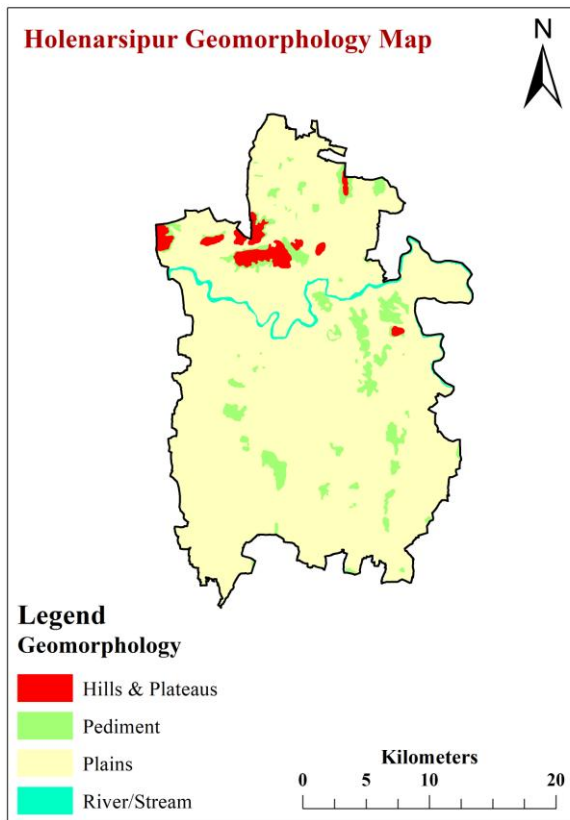 Holenarsipur Geomorphology Map
N
Legend
Geomorphology
Hills & Plateaus
Pediment
Plains
River/Stream
Kilometers
0 5 10 20